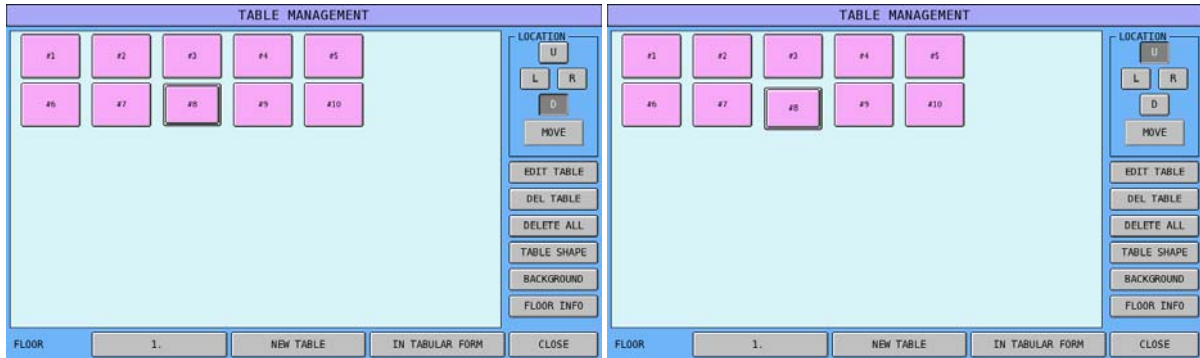 TABLE MANAGEMENT
LOCATION
#1 #2 #3 #4 #5
U
L R
#6 #7 #8 #9 #10
D
MOVE
EDIT TABLE
DEL TABLE
DELETE ALL
TABLE SHAPE
BACKGROUND
FLOOR INFO
FLOOR 1. NEW TABLE IN TABULAR FORM CLOSE
TABLE MANAGEMENT
LOCATION
#1 #2 #3 #4 #5
U
L R
#6 #7 #8 #9 #10
D
MOVE
EDIT TABLE
DEL TABLE
DELETE ALL
TABLE SHAPE
BACKGROUND
FLOOR INFO
FLOOR 1. NEW TABLE IN TABULAR FORM CLOSE